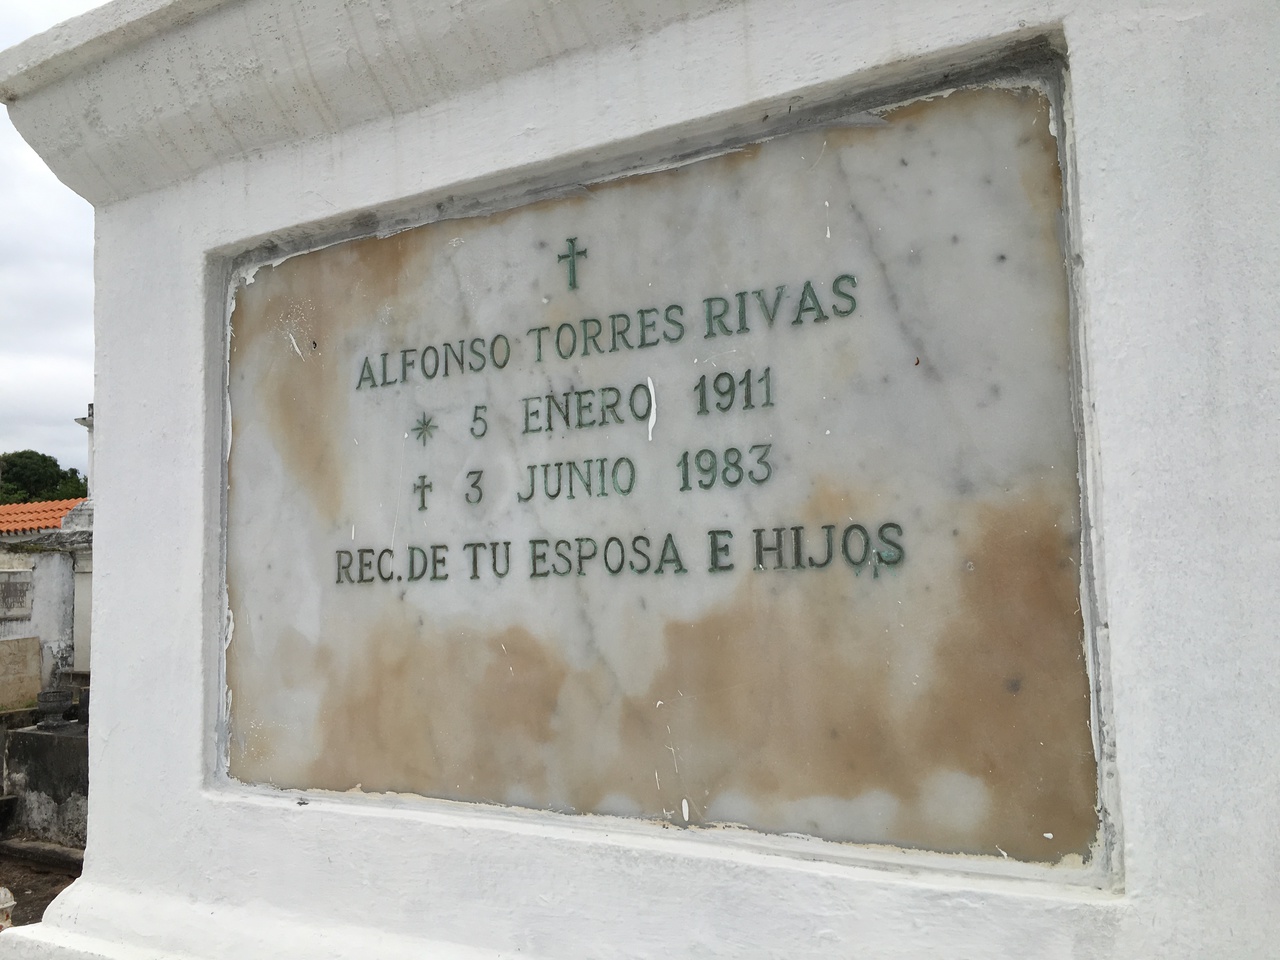 †
ALFONSO TORRES RIVAS
* 5 ENERO 1911
† 3 JUNIO 1983
REC. DE TU ESPOSA E HIJOS